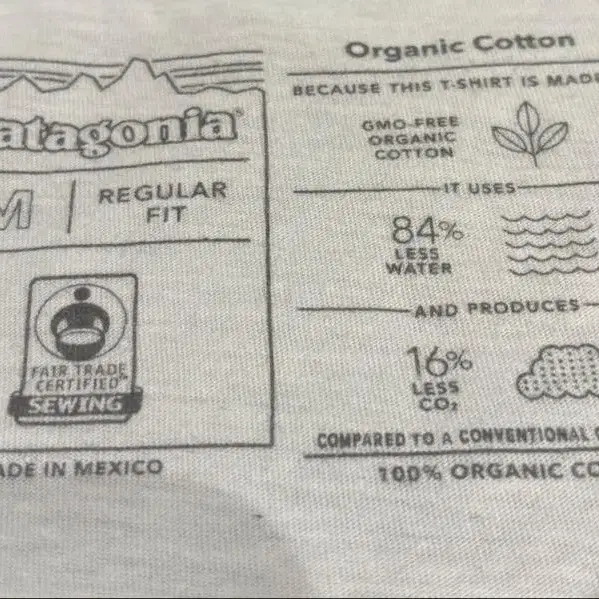 atagonia®
M | REGULAR
FIT
FAIR TRADE
CERTIFIED™
SEWING
ADE IN MEXICO
Organic Cotton
BECAUSE THIS T-SHIRT IS MADE
GMO-FREE
ORGANIC
COTTON
IT USES
84%
LESS
WATER
AND PRODUCES
16%
LESS
CO₂
COMPARED TO A CONVENTIONAL
100% ORGANIC CO